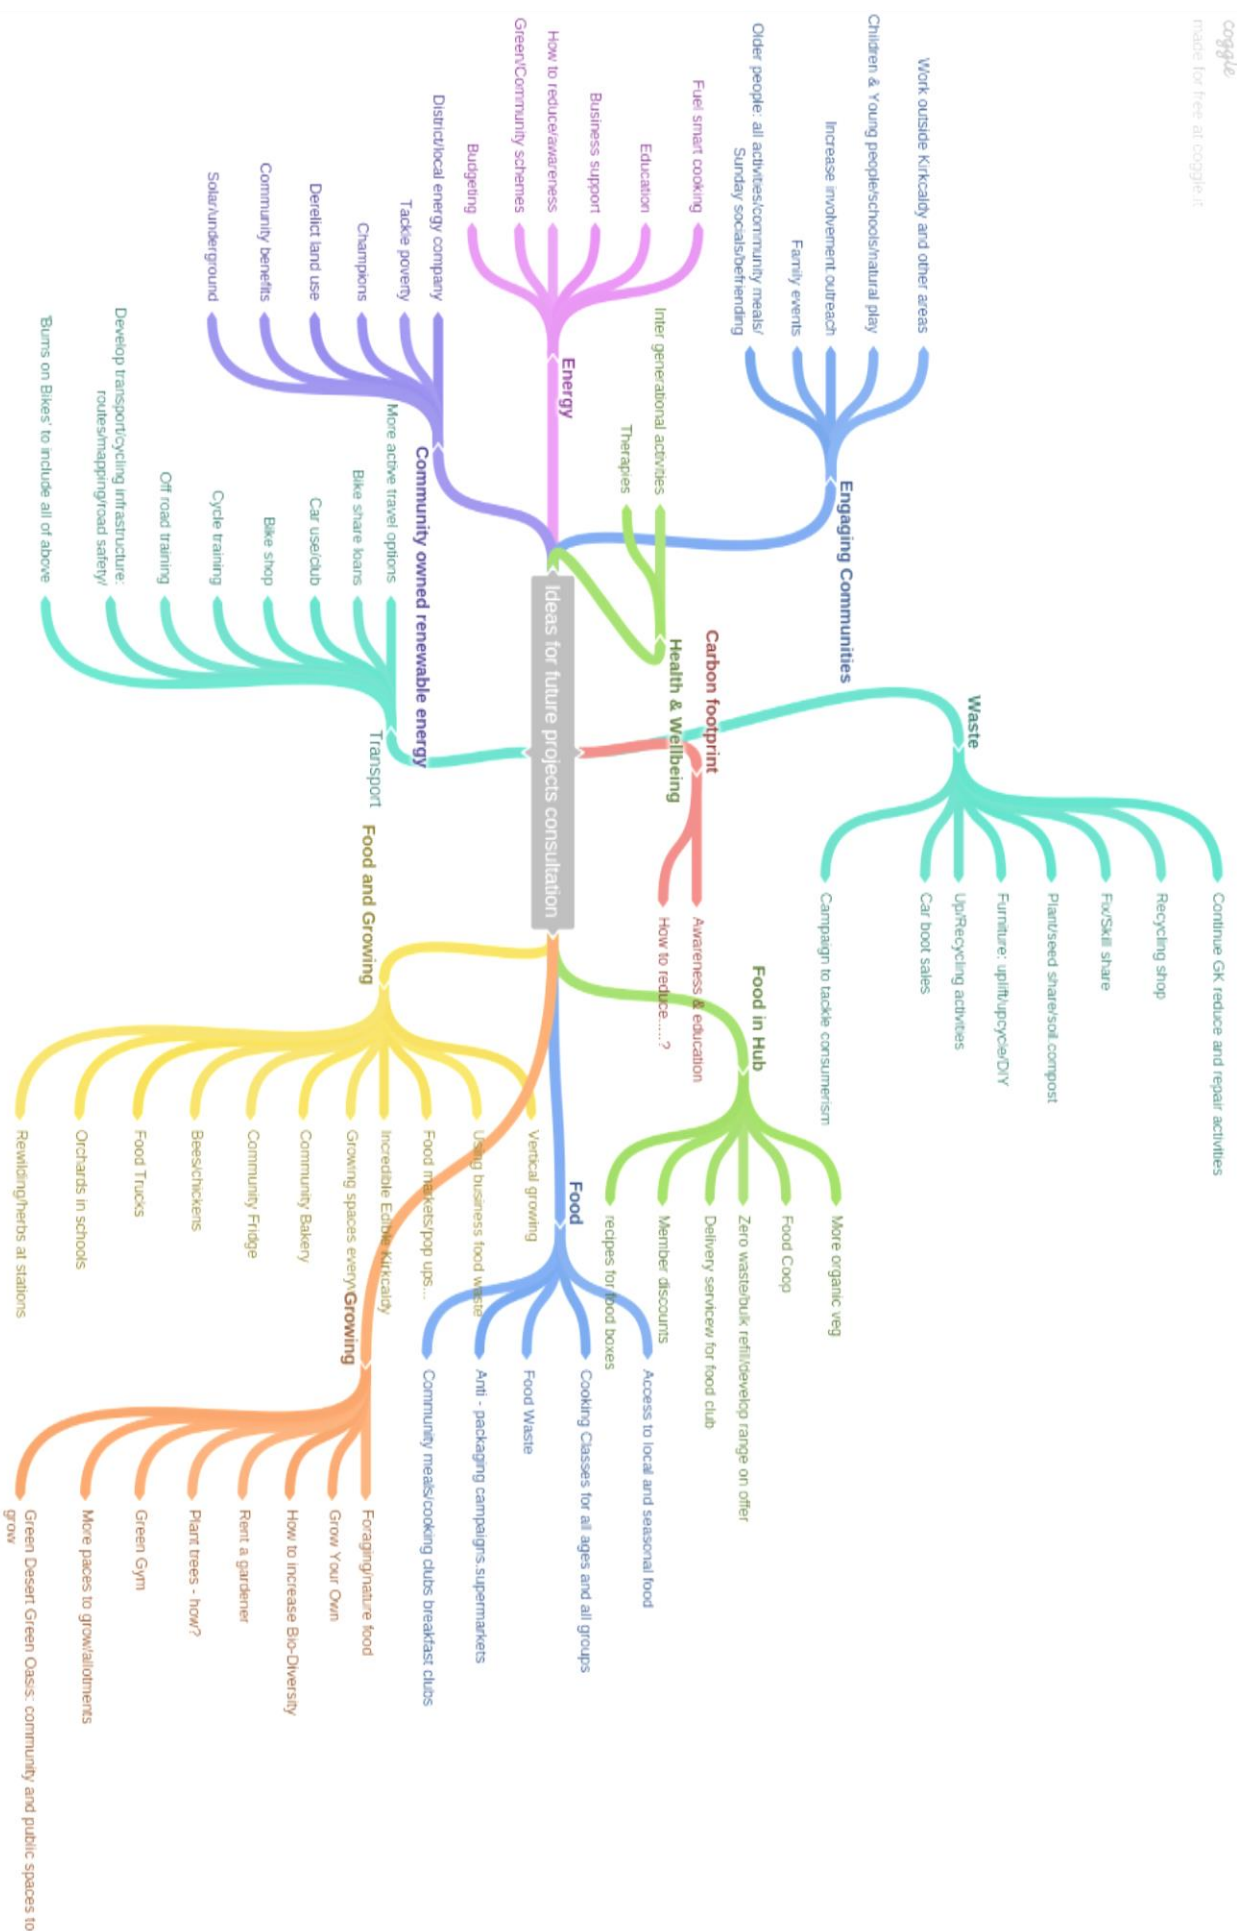 coggle
made for free at coggle.it
Ideas for future projects consultation
Waste
Continue GK reduce and repair activities
Recycling shop
Fix/Skill share
Plant/seed share/soil.compost
Furniture: uplift/upcycle/DIY
Up/Recycling activities
Car boot sales
Campaign to tackle consumerism
Engaging Communities
Work outside Kirkcaldy and other areas
Children & Young people/schools/natural play
Increase involvement.outreach
Family events
Older people: all activities/community meals/
Sunday socials/befriending
Carbon footprint
Awareness & education
How to reduce.....?
Health & Wellbeing
Inter generational activities
Therapies
Food in Hub
More organic veg
Food Coop
Zero waste/bulk refill/develop range on offer
Delivery servicew for food club
Member discounts
recipes for food boxes
Energy
Fuel smart cooking
Education
Business support
How to reduce/awareness
Green/Community schemes
Budgeting
Food
Access to local and seasonal food
Cooking Classes for all ages and all groups
Food Waste
Anti - packaging campaigns.supermarkets
Community meals/cooking clubs breakfast clubs
Community owned renewable energy
District/local energy company
Tackle poverty
Champions
Derelict land use
Community benefits
Solar/underground
Transport
More active travel options
Bike share loans
Car use/club
Bike shop
Cycle training
Off road training
Develop transport/cycling infrastructure:
routes/mapping/road safety/
'Bums on Bikes' to include all of above
Food and Growing
Vertical growing
Using business food waste
Food markets/pop ups....
Incredible Edible Kirkcaldy
Growing spaces
Community Bakery
Community Fridge
Bees/chickens
Food Trucks
Orchards in schools
Rewilding/herbs at stations
Growing
Foraging/nature food
Grow Your Own
How to increase Bio-Diversity
Rent a gardener
Plant trees - how?
Green Gym
More paces to grow/allotments
Green Desert Green Oasis: community and public spaces to
grow